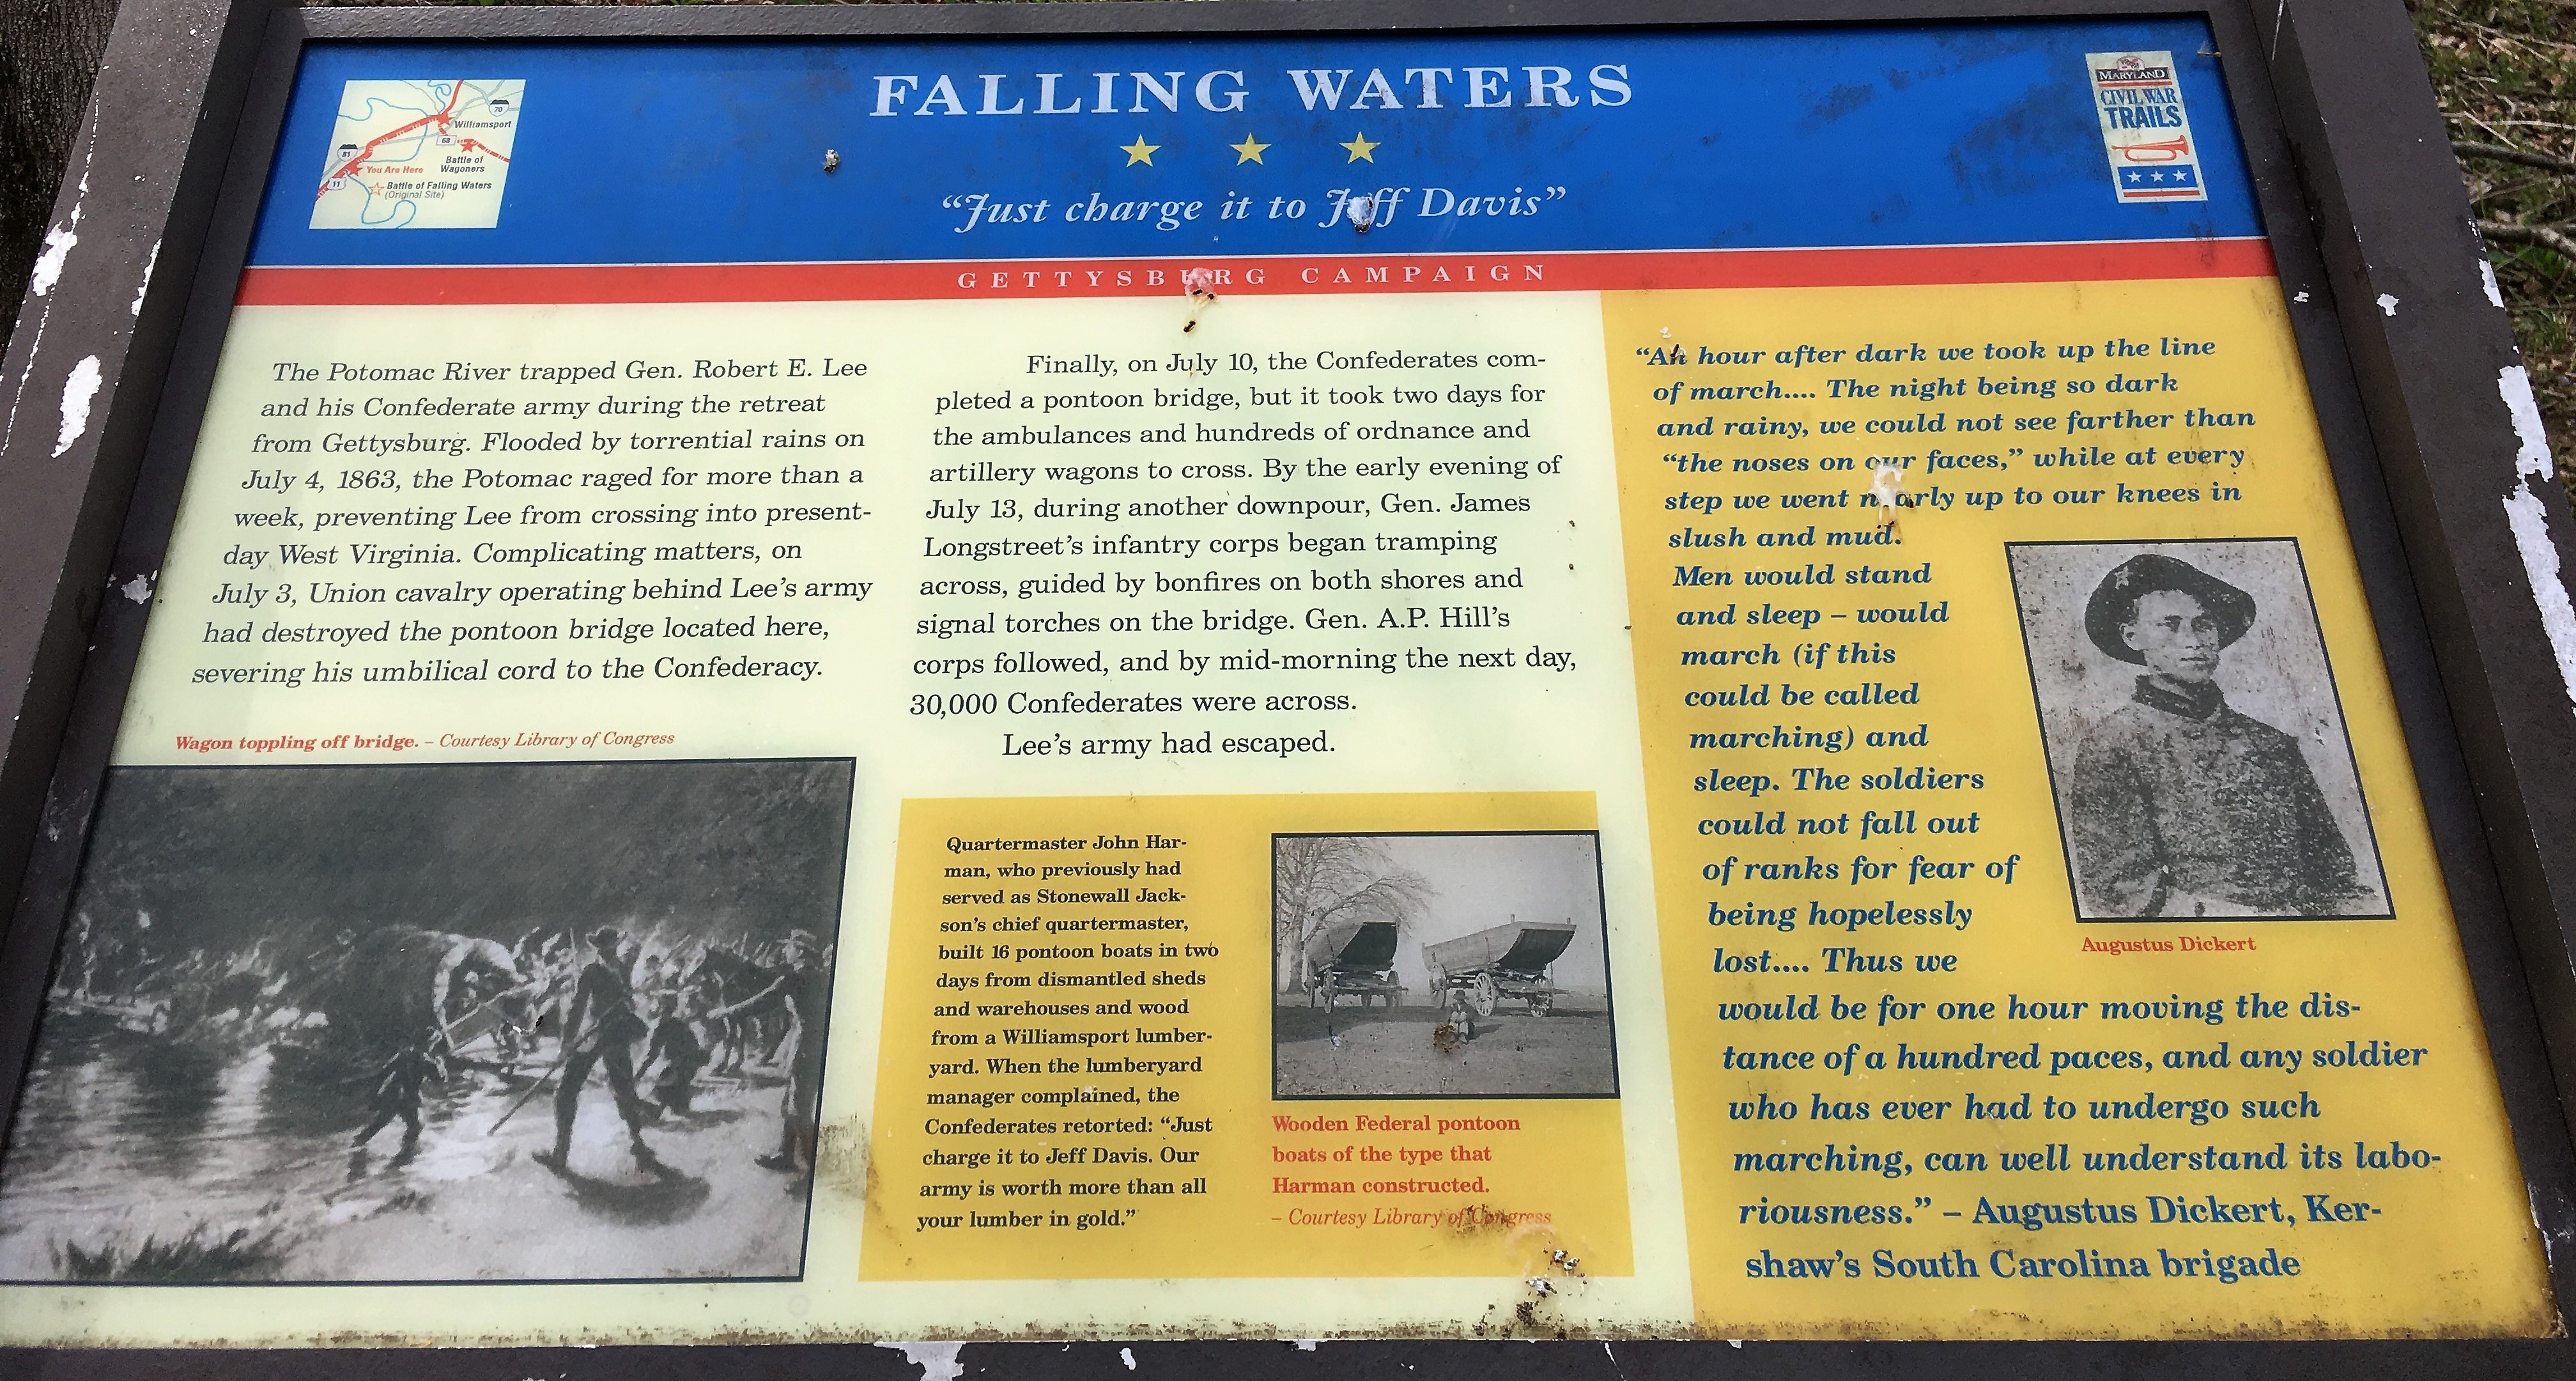 FALLING WATERS
"Just charge it to Jeff Davis"
GETTYSBURG CAMPAIGN
70
Williamsport
68
81
Battle of
Wagoners
You Are Here
11
Battle of Falling Waters
(Original Site)
MARYLAND
CIVIL WAR
TRAILS
The Potomac River trapped Gen. Robert E. Lee
and his Confederate army during the retreat
from Gettysburg. Flooded by torrential rains on
July 4, 1863, the Potomac raged for more than a
week, preventing Lee from crossing into present-
day West Virginia. Complicating matters, on
July 3, Union cavalry operating behind Lee's army
had destroyed the pontoon bridge located here,
severing his umbilical cord to the Confederacy.
Wagon toppling off bridge. – Courtesy Library of Congress
Finally, on July 10, the Confederates com-
pleted a pontoon bridge, but it took two days for
the ambulances and hundreds of ordnance and
artillery wagons to cross. By the early evening of
July 13, during another downpour, Gen. James
Longstreet's infantry corps began tramping
across, guided by bonfires on both shores and
signal torches on the bridge. Gen. A.P. Hill's
corps followed, and by mid-morning the next day,
30,000 Confederates were across.
Lee's army had escaped.
Quartermaster John Har-
man, who previously had
served as Stonewall Jack-
son's chief quartermaster,
built 16 pontoon boats in two
days from dismantled sheds
and warehouses and wood
from a Williamsport lumber-
yard. When the lumberyard
manager complained, the
Confederates retorted: "Just
charge it to Jeff Davis. Our
army is worth more than all
your lumber in gold."
Wooden Federal pontoon
boats of the type that
Harman constructed.
– Courtesy Library of Congress
"An hour after dark we took up the line
of march.... The night being so dark
and rainy, we could not see farther than
"the noses on our faces," while at every
step we went nearly up to our knees in
slush and mud.
Men would stand
and sleep – would
march (if this
could be called
marching) and
sleep. The soldiers
could not fall out
of ranks for fear of
being hopelessly
lost.... Thus we
would be for one hour moving the dis-
tance of a hundred paces, and any soldier
who has ever had to undergo such
marching, can well understand its labo-
riousness." – Augustus Dickert, Ker-
shaw's South Carolina brigade
Augustus Dickert